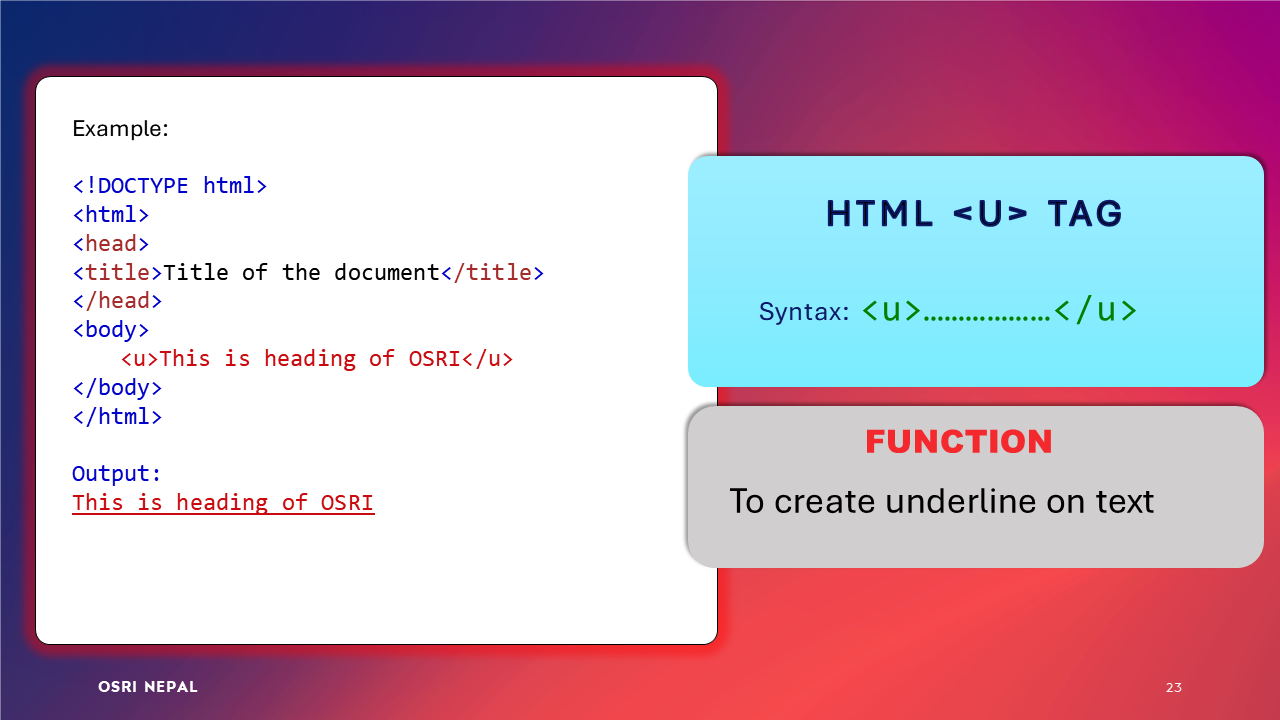 Example:
<!DOCTYPE html>
<html>
<head>
<title>Title of the document</title>
</head>
<body>
<u>This is heading of OSRI</u>
</body>
</html>
Output:
This is heading of OSRI
HTML <U> TAG
Syntax: <u>………………</u>
FUNCTION
To create underline on text
OSRI NEPAL
23